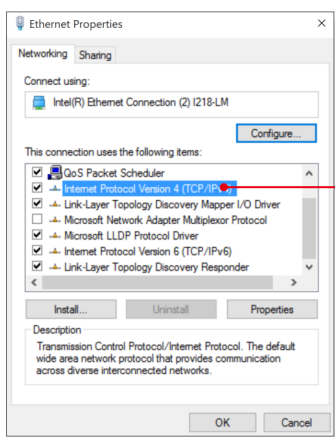 Ethernet Properties
Networking
Sharing
Connect using:
Intel(R) Ethernet Connection (2) I218-LM
Configure...
This connection uses the following items:
QoS Packet Scheduler
Internet Protocol Version 4 (TCP/IPv4)
Link-Layer Topology Discovery Mapper I/O Driver
Microsoft Network Adapter Multiplexor Protocol
Microsoft LLDP Protocol Driver
Internet Protocol Version 6 (TCP/IPv6)
Link-Layer Topology Discovery Responder
Install...
Uninstall
Properties
Description
Transmission Control Protocol/Internet Protocol. The default
wide area network protocol that provides communication
across diverse interconnected networks.
OK
Cancel